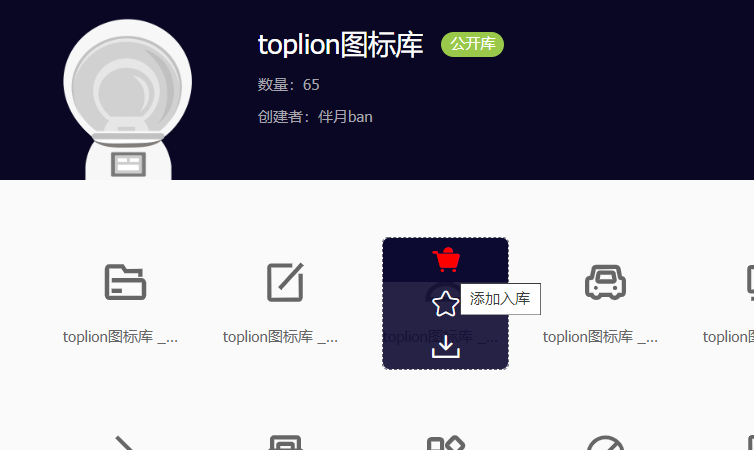 toplion图标库 公开库
数量：65
创建者：伴月ban
添加入库
toplion图标库 _... toplion图标库 _... toplion图标库 _... toplion图标库 _... toplion图